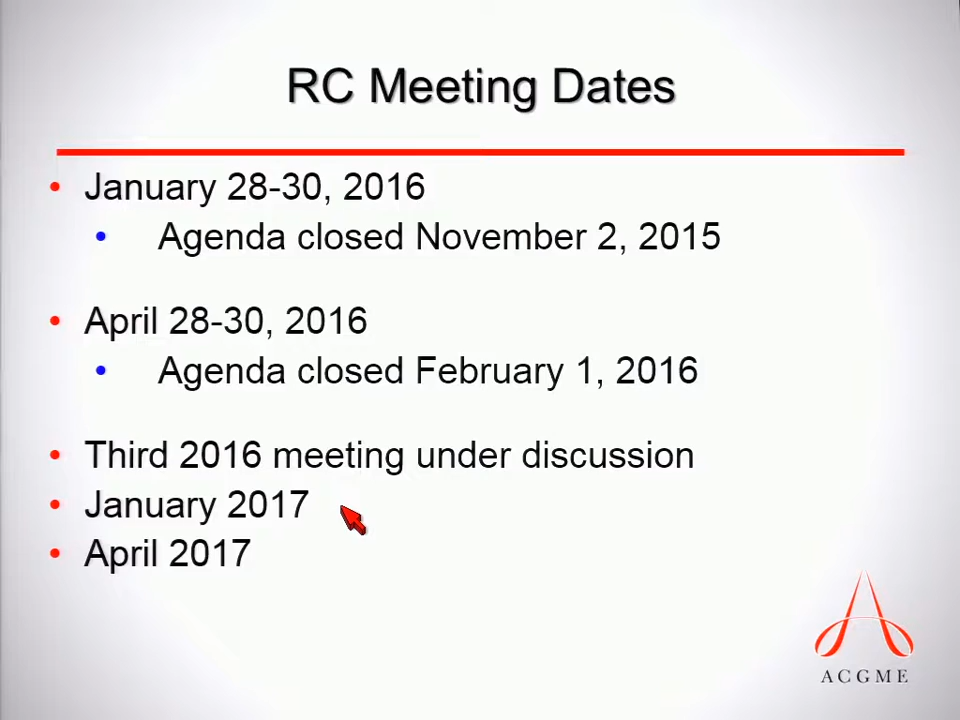 RC Meeting Dates
• January 28-30, 2016
• Agenda closed November 2, 2015
• April 28-30, 2016
• Agenda closed February 1, 2016
• Third 2016 meeting under discussion
• January 2017
• April 2017
ACGME